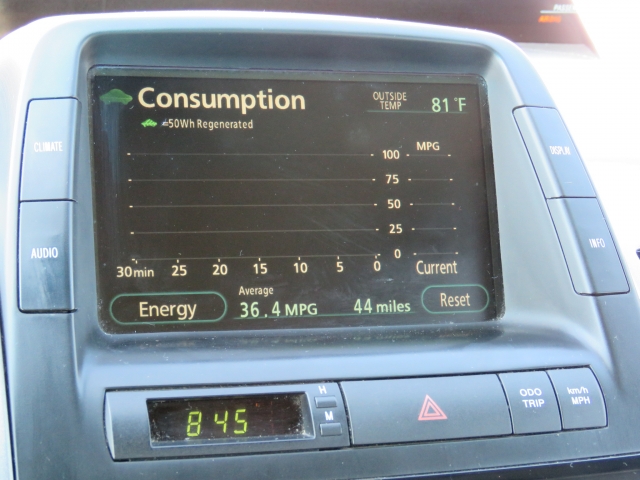 Consumption
OUTSIDE TEMP 81°F
=50Wh Regenerated
CLIMATE
DISPLAY
MPG
100
75
50
25
0
AUDIO
INFO
30min 25 20 15 10 5 0 Current
Energy
Average
36.4 MPG 44 miles
Reset
H
M
8 45
ODO
TRIP
km/h
MPH